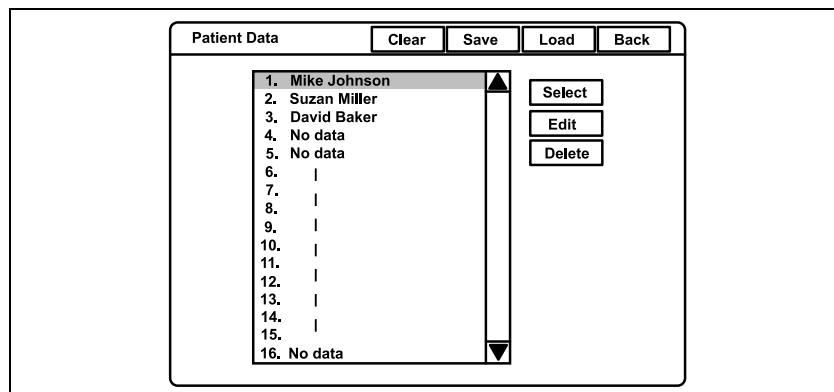 Patient Data Clear Save Load Back
1. Mike Johnson
2. Suzan Miller
3. David Baker
4. No data
5. No data
6.
7.
8.
9.
10.
11.
12.
13.
14.
15.
16. No data
Select
Edit
Delete